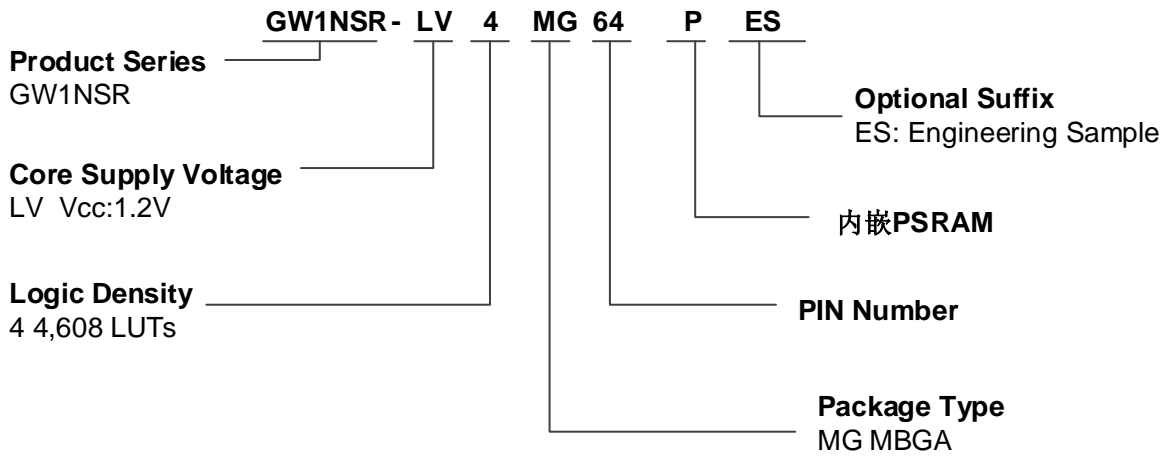 GW1NSR - LV 4 MG 64 P ES
Product Series
GW1NSR
Optional Suffix
ES: Engineering Sample
Core Supply Voltage
LV Vcc:1.2V
内嵌PSRAM
Logic Density
4 4,608 LUTs
PIN Number
Package Type
MG MBGA